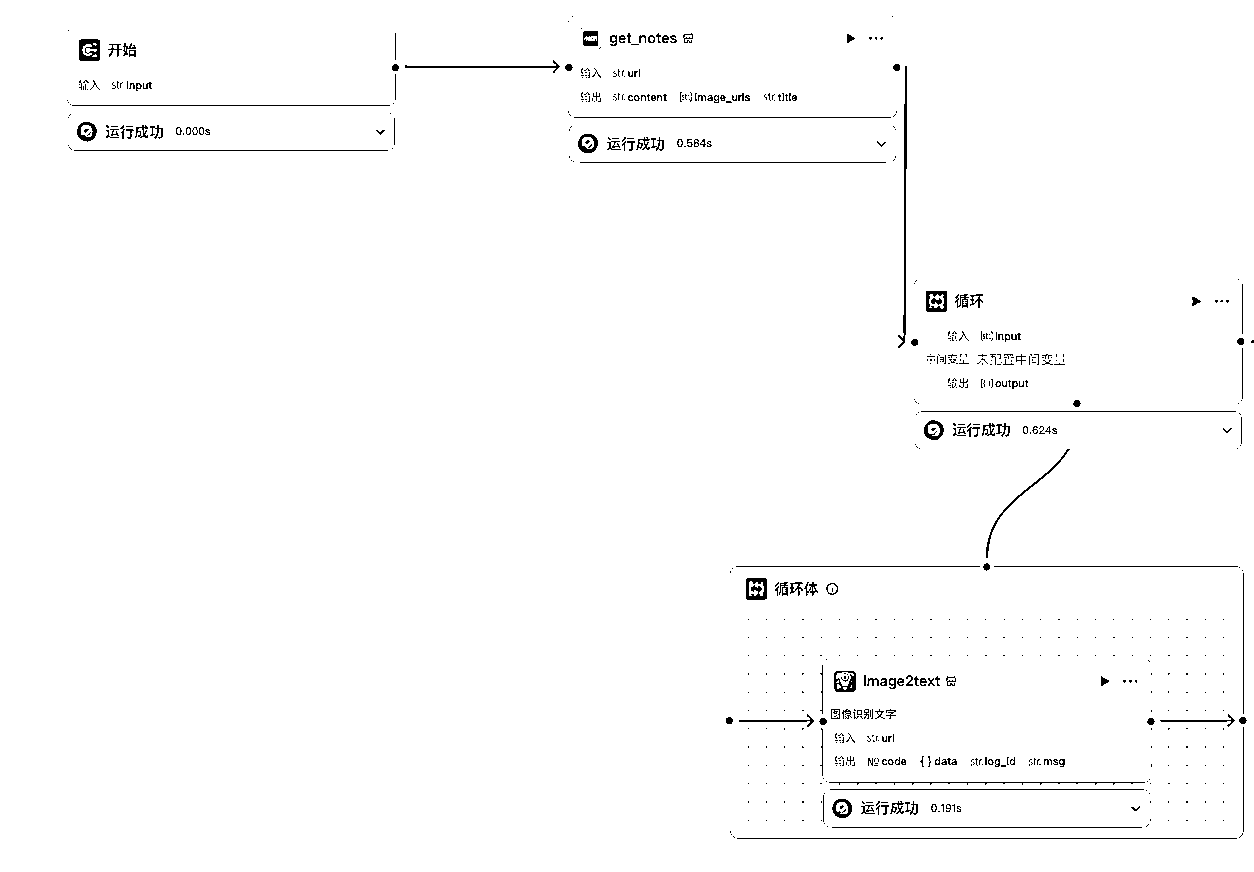 开始
输入 str. input
运行成功 0.000s
get_notes
输入 str. url
输出 str. content [str] image_urls str. title
运行成功 0.564s
循环
输入 [str] input
中间变量 未配置中间变量
输出 output
运行成功 0.624s
循环体
Image2text
图像识别文字
输入 str. url
输出 № code { } data str. log_id str. msg
运行成功 0.191s